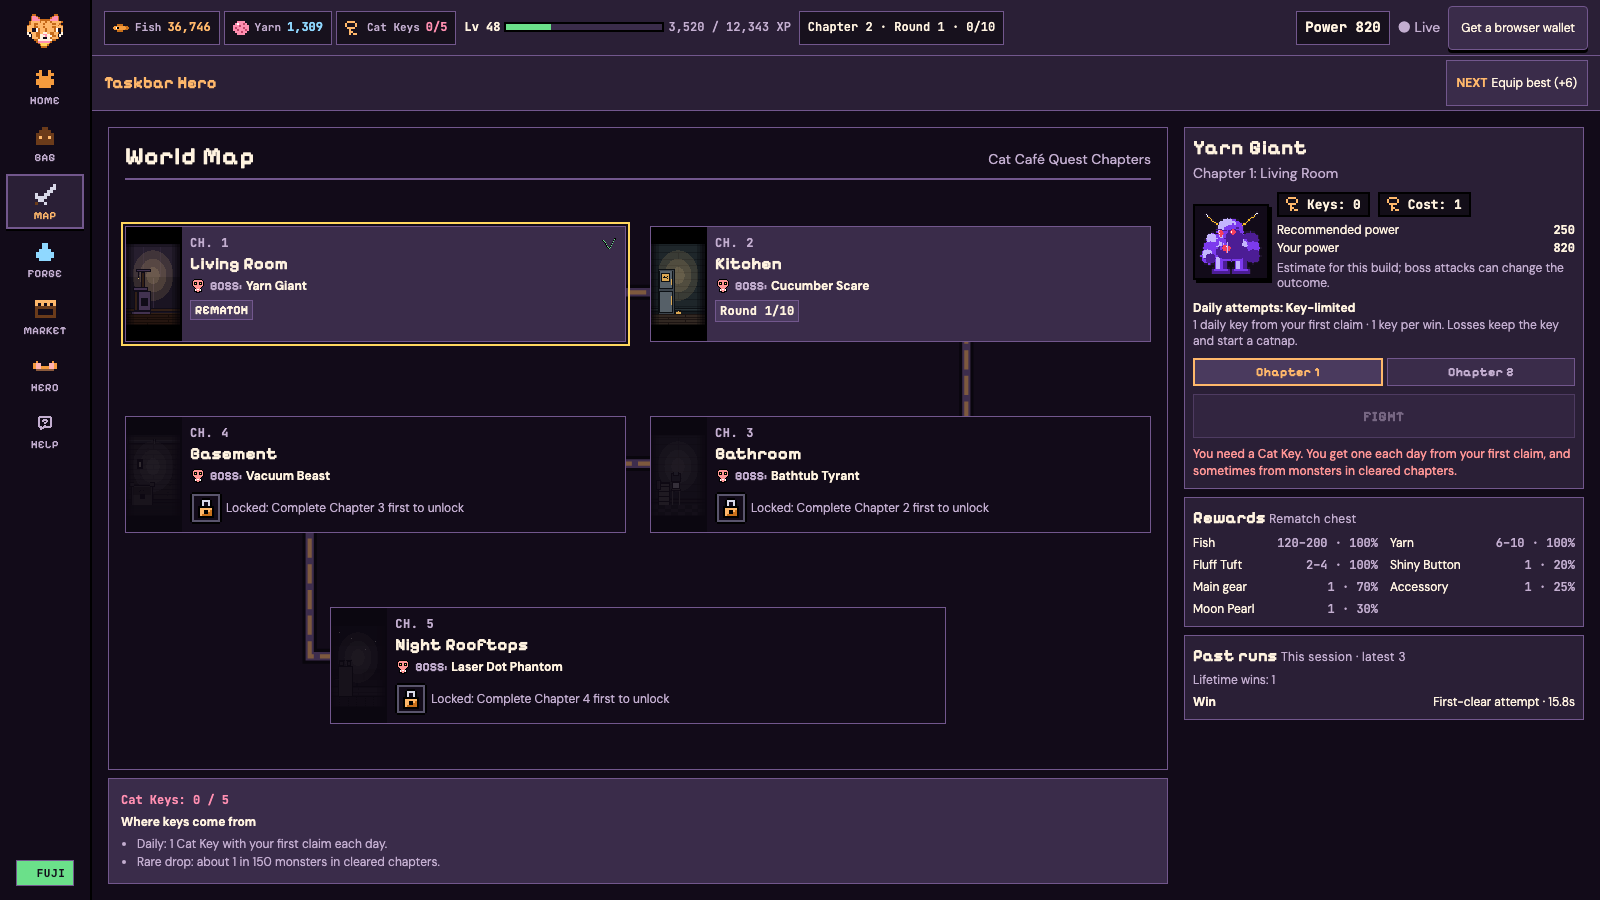 Fish 36,746
Yarn 1,309
Cat Keys 0/5
Lv 48
3,520 / 12,343 XP
Chapter 2 · Round 1 · 0/10
Power 820
Live
Get a browser wallet
HOME
BAG
MAP
FORGE
MARKET
HERO
HELP
FUJI
Taskbar Hero
NEXT Equip best (+6)
World Map
Cat Café Quest Chapters
CH. 1
Living Room
BOSS: Yarn Giant
REMATCH
CH. 2
Kitchen
BOSS: Cucumber Scare
Round 1/10
CH. 4
Basement
BOSS: Vacuum Beast
Locked: Complete Chapter 3 first to unlock
CH. 3
Bathroom
BOSS: Bathtub Tyrant
Locked: Complete Chapter 2 first to unlock
CH. 5
Night Rooftops
BOSS: Laser Dot Phantom
Locked: Complete Chapter 4 first to unlock
Cat Keys: 0 / 5
Where keys come from
• Daily: 1 Cat Key with your first claim each day.
• Rare drop: about 1 in 150 monsters in cleared chapters.
Yarn Giant
Chapter 1: Living Room
Keys: 0
Cost: 1
Recommended power 250
Your power 820
Estimate for this build; boss attacks can change the
outcome.
Daily attempts: Key-limited
1 daily key from your first claim · 1 key per win. Losses keep the key
and start a catnap.
Chapter 1
Chapter 8
FIGHT
You need a Cat Key. You get one each day from your first claim, and
sometimes from monsters in cleared chapters.
Rewards Rematch chest
Fish 120–200 · 100% Yarn 6–10 · 100%
Fluff Tuft 2–4 · 100% Shiny Button 1 · 20%
Main gear 1 · 70% Accessory 1 · 25%
Moon Pearl 1 · 30%
Past runs This session · latest 3
Lifetime wins: 1
Win First-clear attempt · 15.8s